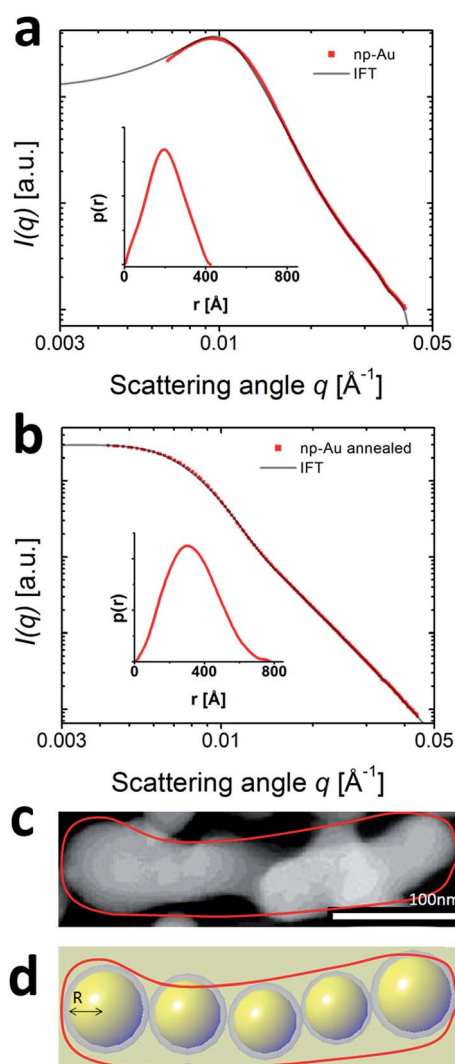 a
I(q) [a.u.]
np-Au
IFT
p(r)
0 400 800
r [Å]
0.003 0.01 0.05
Scattering angle q [Å-1]
b
I(q) [a.u.]
np-Au annealed
IFT
p(r)
0 400 800
r [Å]
0.003 0.01 0.05
Scattering angle q [Å-1]
c
100nm
d
R